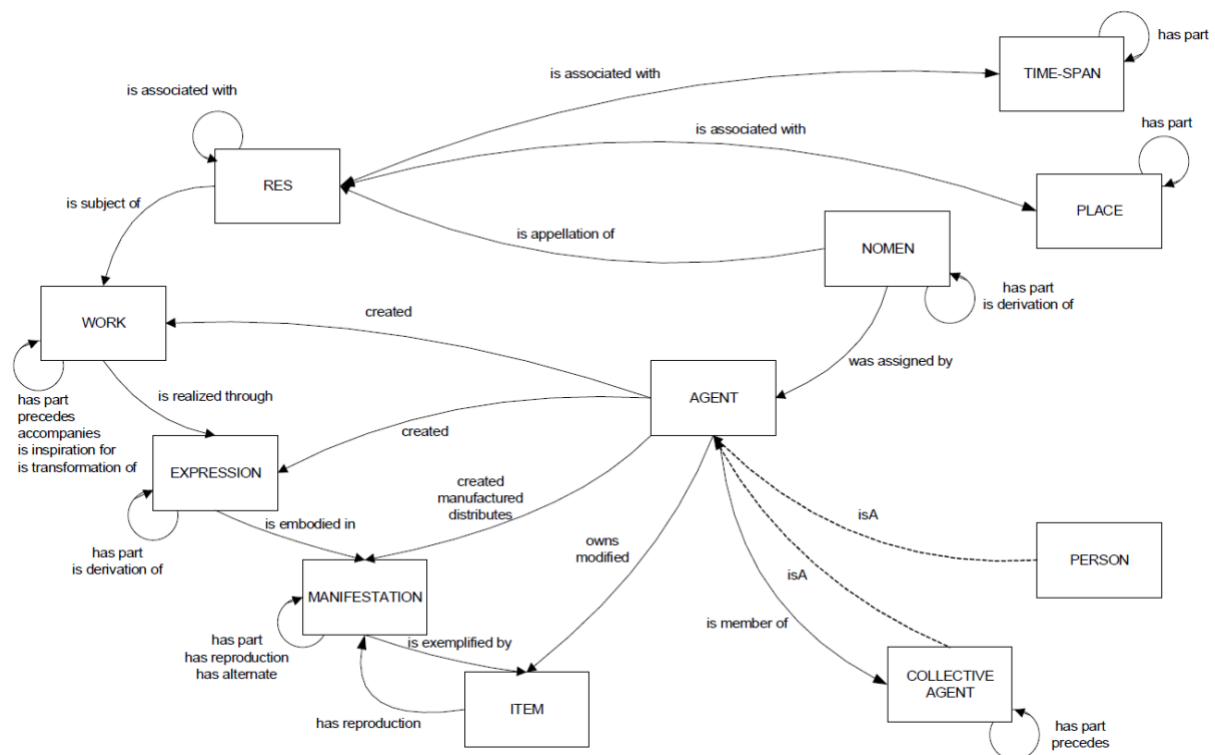 has part
TIME-SPAN
is associated with
is associated with
RES
is associated with
has part
PLACE
is subject of
is appellation of
NOMEN
has part
is derivation of
WORK
created
was assigned by
has part
precedes
accompanies
is inspiration for
is transformation of
is realized through
AGENT
created
EXPRESSION
has part
is derivation of
is embodied in
created
manufactured
distributes
owns
modified
isA
PERSON
isA
MANIFESTATION
has part
has reproduction
has alternate
is exemplified by
is member of
has reproduction
ITEM
COLLECTIVE
AGENT
has part
precedes